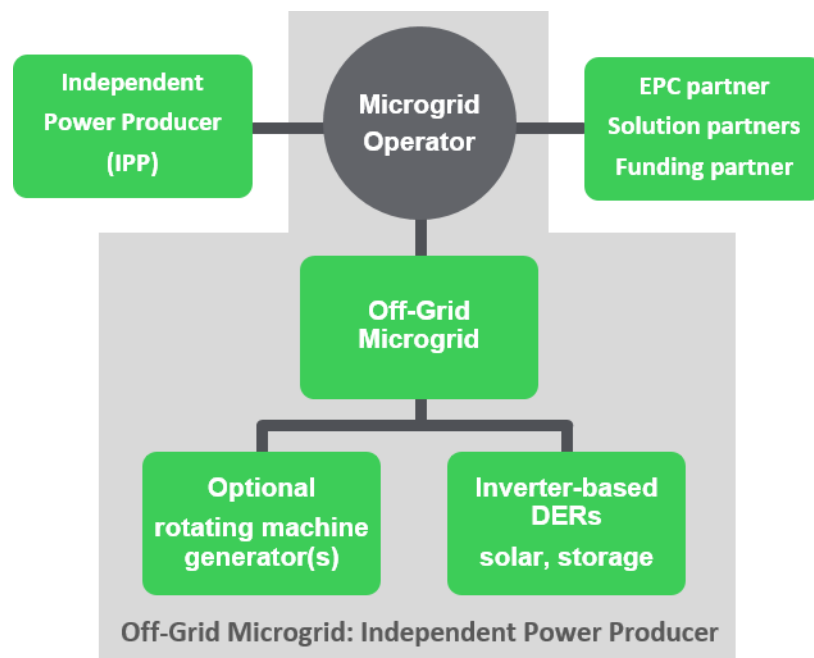 Independent
Power Producer
(IPP)
Microgrid
Operator
EPC partner
Solution partners
Funding partner
Off-Grid
Microgrid
Optional
rotating machine
generator(s)
Inverter-based
DERs
solar, storage
Off-Grid Microgrid: Independent Power Producer